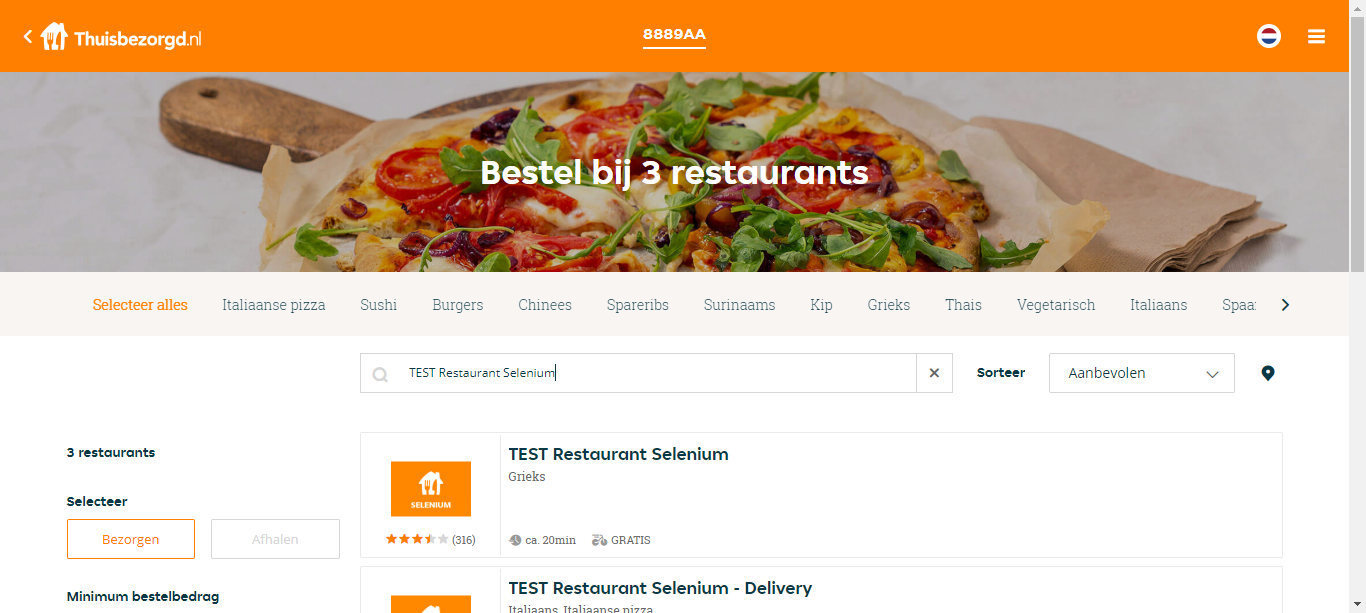 Thuisbezorgd.nl
8889AA
Bestel bij 3 restaurants
Selecteer alles Italiaanse pizza Sushi Burgers Chinees Spareribs Surinaams Kip Grieks Thais Vegetarisch Italiaans Spaa
TEST Restaurant Selenium
Sorteer
Aanbevolen
3 restaurants
Selecteer
Bezorgen Afhalen
Minimum bestelbedrag
SELENIUM
(316)
TEST Restaurant Selenium
Grieks
ca. 20min GRATIS
TEST Restaurant Selenium - Delivery
Italiaans, Italiaanse pizza